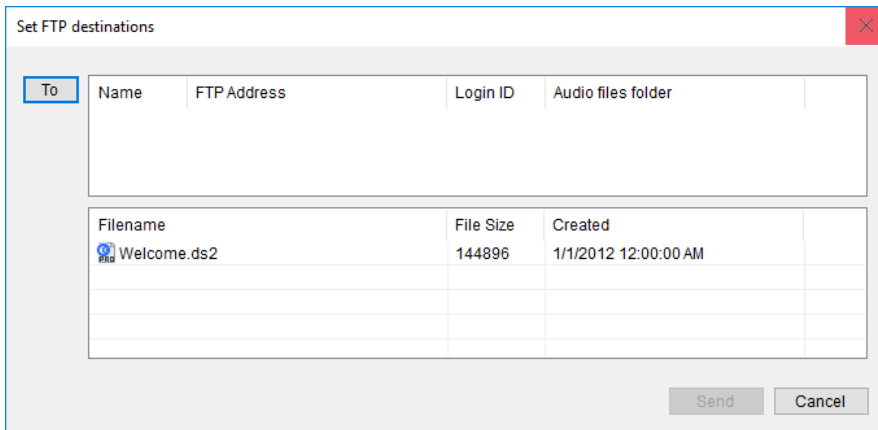 Set FTP destinations
To
Name FTP Address Login ID Audio files folder
Filename File Size Created
PRO Welcome.ds2 144896 1/1/2012 12:00:00 AM
Send Cancel